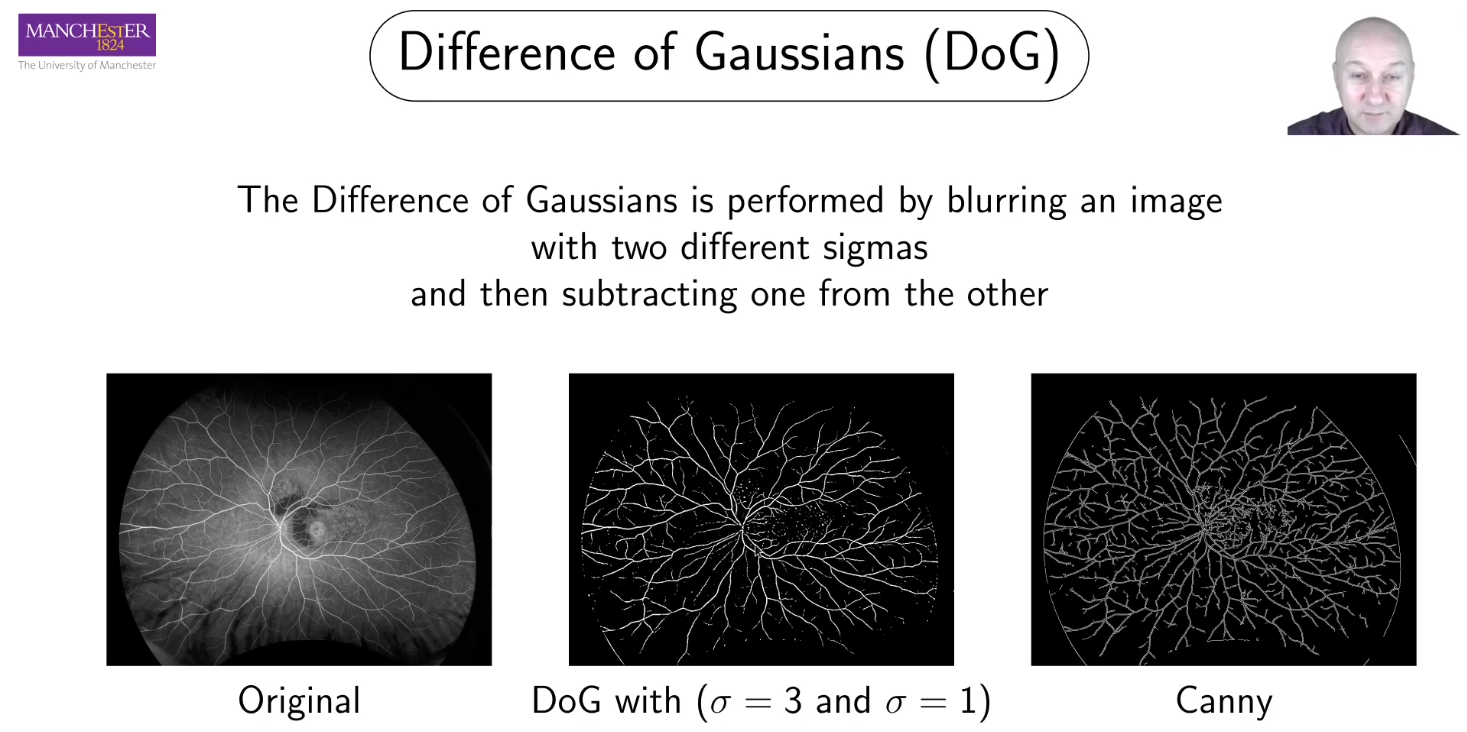 MANCHESTER
1824
The University of Manchester
Difference of Gaussians (DoG)
The Difference of Gaussians is performed by blurring an image
with two different sigmas
and then subtracting one from the other
Original
DoG with (σ = 3 and σ = 1)
Canny